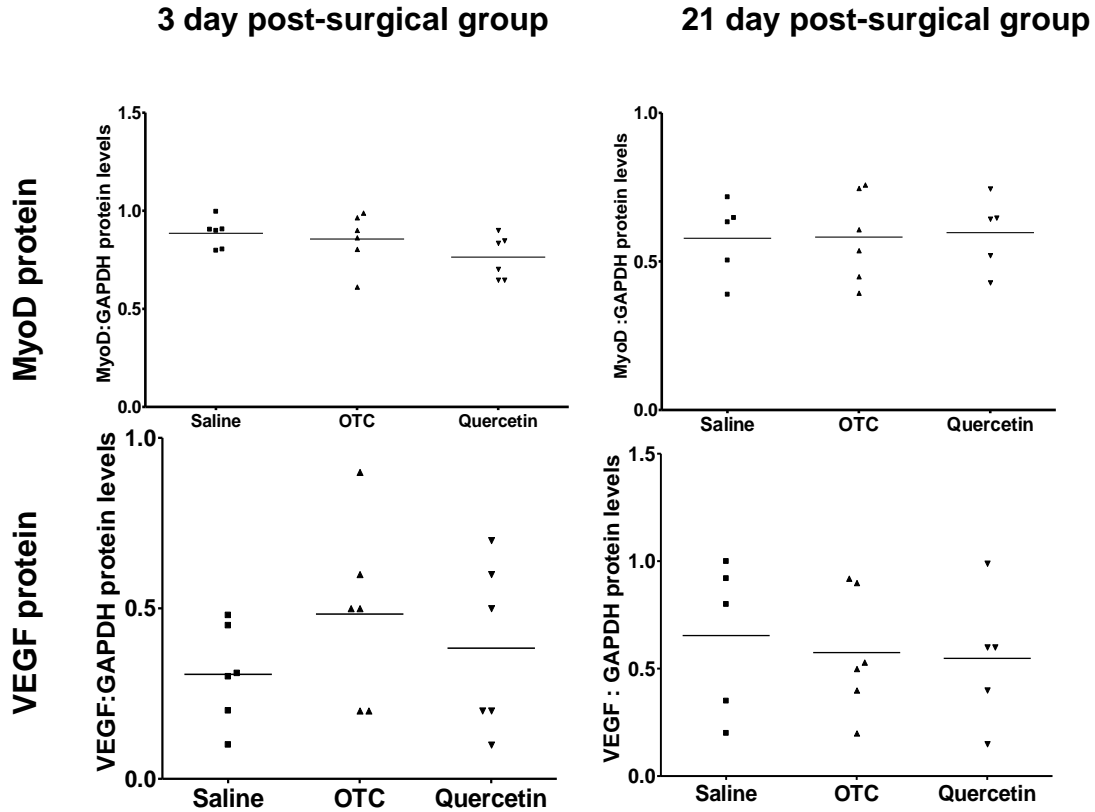 3 day post-surgical group
21 day post-surgical group
MyoD protein
MyoD:GAPDH protein levels
1.5
1.0
0.5
0.0
Saline OTC Quercetin
MyoD :GAPDH protein levels
1.0
0.5
0.0
Saline OTC Quercetin
VEGF protein
VEGF:GAPDH protein levels
1.0
0.5
0.0
Saline OTC Quercetin
VEGF : GAPDH protein levels
1.5
1.0
0.5
0.0
Saline OTC Quercetin